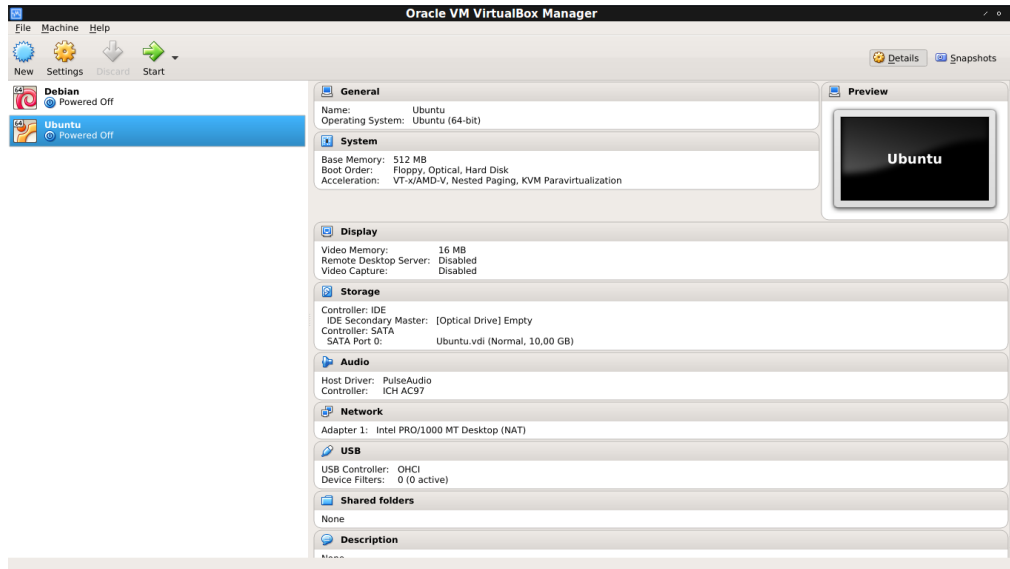 Oracle VM VirtualBox Manager
File Machine Help
New Settings Discard Start
Details Snapshots
64 Debian
Powered Off
64 Ubuntu
Powered Off
General
Name: Ubuntu
Operating System: Ubuntu (64-bit)
System
Base Memory: 512 MB
Boot Order: Floppy, Optical, Hard Disk
Acceleration: VT-x/AMD-V, Nested Paging, KVM Paravirtualization
Preview
Ubuntu
Display
Video Memory: 16 MB
Remote Desktop Server: Disabled
Video Capture: Disabled
Storage
Controller: IDE
IDE Secondary Master: [Optical Drive] Empty
Controller: SATA
SATA Port 0: Ubuntu.vdi (Normal, 10,00 GB)
Audio
Host Driver: PulseAudio
Controller: ICH AC97
Network
Adapter 1: Intel PRO/1000 MT Desktop (NAT)
USB
USB Controller: OHCI
Device Filters: 0 (0 active)
Shared folders
None
Description